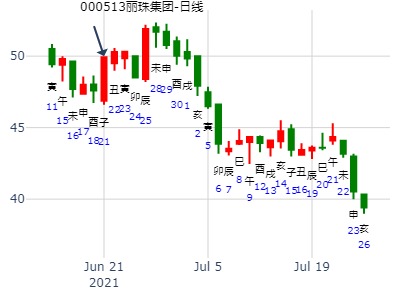 000513丽珠集团-日线
50
45
40
寅
11
午
15
未
16
申
17
酉
18
子
21
丑
22
寅
23
卯
24
辰
25
未
28
申
29
酉
30
戌
1
亥
2
寅
5
卯
6
辰
7
巳
8
午
9
酉
12
戌
13
亥
14
子
15
丑
16
辰
19
巳
20
午
21
未
22
申
23
亥
26
Jun 21
2021
Jul 5
Jul 19